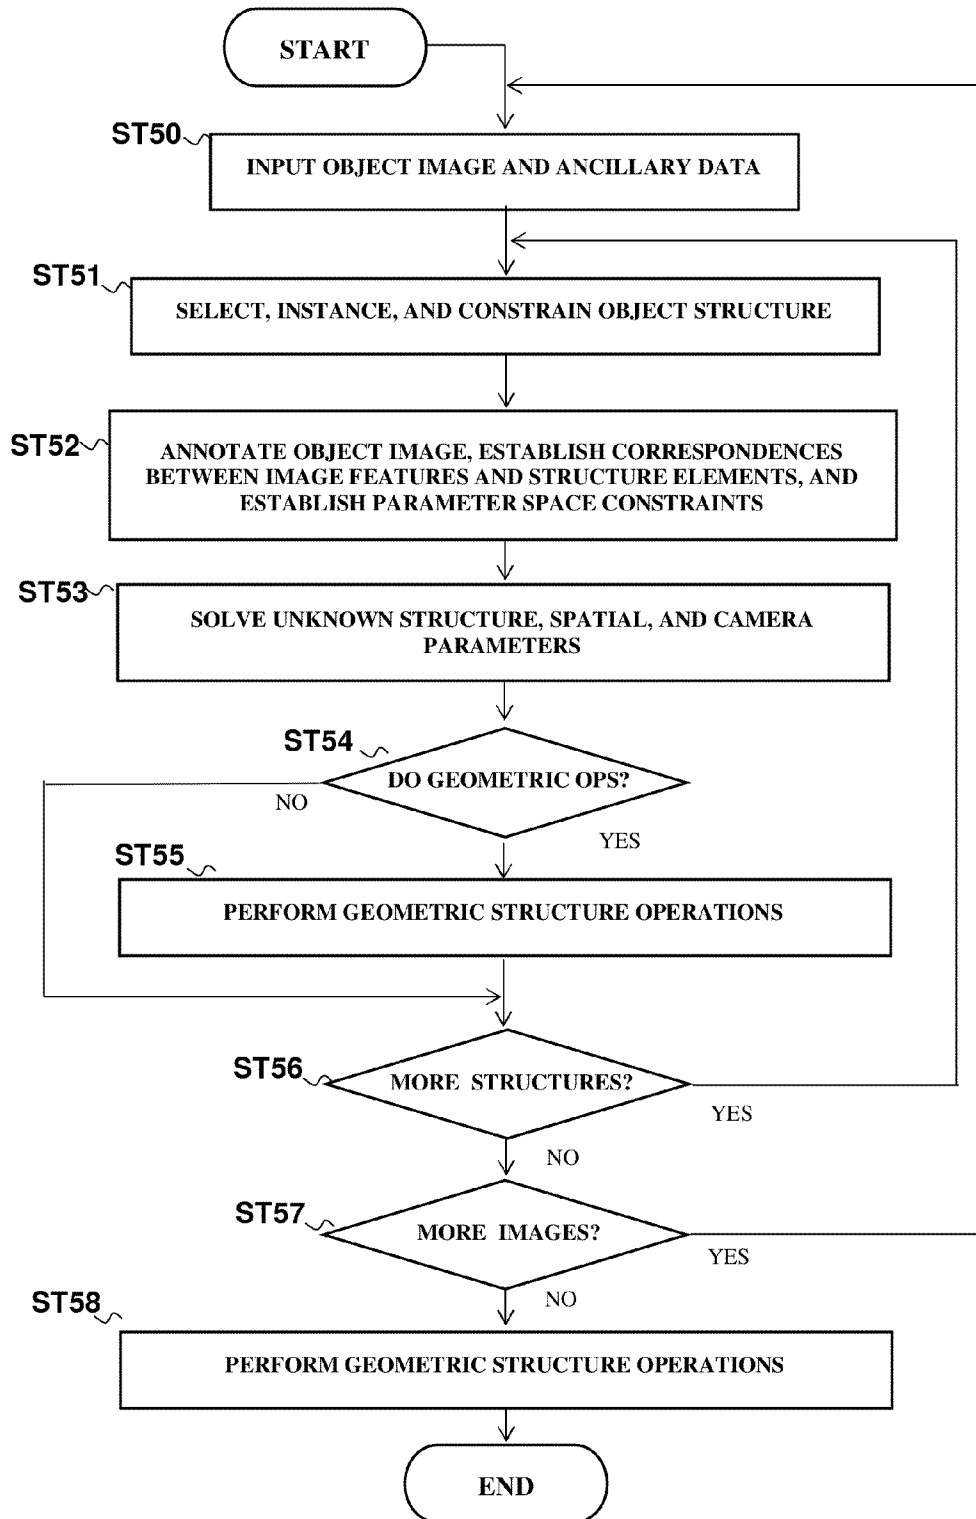 START
ST50
INPUT OBJECT IMAGE AND ANCILLARY DATA
ST51
SELECT, INSTANCE, AND CONSTRAIN OBJECT STRUCTURE
ST52
ANNOTATE OBJECT IMAGE, ESTABLISH CORRESPONDENCES
BETWEEN IMAGE FEATURES AND STRUCTURE ELEMENTS, AND
ESTABLISH PARAMETER SPACE CONSTRAINTS
ST53
SOLVE UNKNOWN STRUCTURE, SPATIAL, AND CAMERA
PARAMETERS
ST54
DO GEOMETRIC OPS?
NO
YES
ST55
PERFORM GEOMETRIC STRUCTURE OPERATIONS
ST56
MORE STRUCTURES?
YES
NO
ST57
MORE IMAGES?
YES
NO
ST58
PERFORM GEOMETRIC STRUCTURE OPERATIONS
END